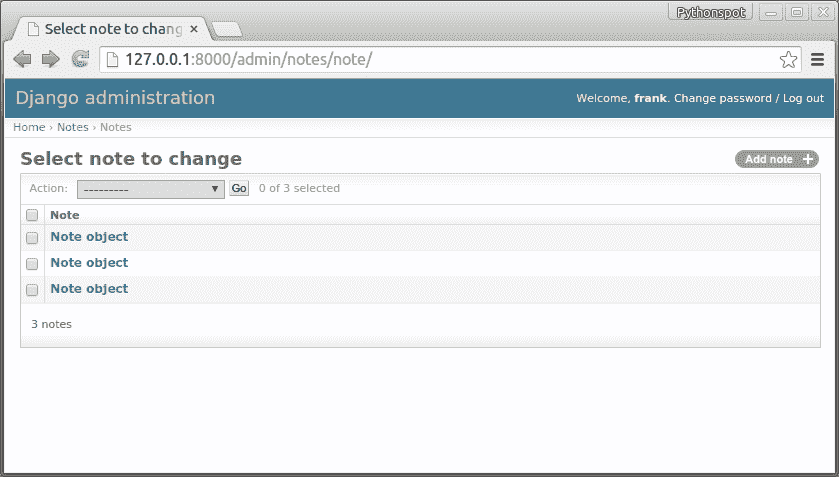 Pythonspot
Select note to chang
127.0.0.1:8000/admin/notes/note/
Django administration
Welcome, frank. Change password / Log out
Home › Notes › Notes
Select note to change
Add note +
Action: --------- Go 0 of 3 selected
Note
Note object
Note object
Note object
3 notes